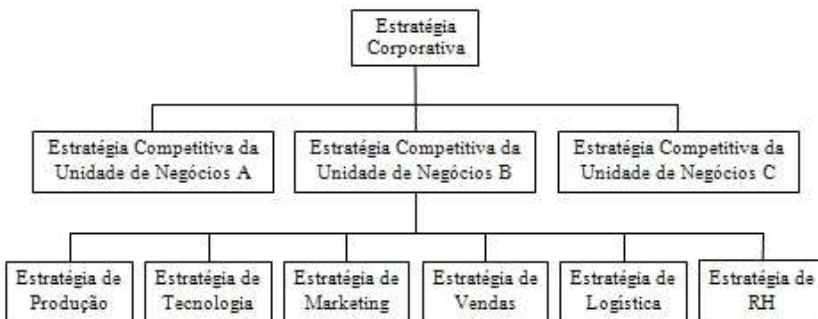 Estratégia
Corporativa
Estratégia Competitiva da
Unidade de Negócios A
Estratégia Competitiva da
Unidade de Negócios B
Estratégia Competitiva da
Unidade de Negócios C
Estratégia de
Produção
Estratégia de
Tecnologia
Estratégia de
Marketing
Estratégia de
Vendas
Estratégia de
Logística
Estratégia de
RH